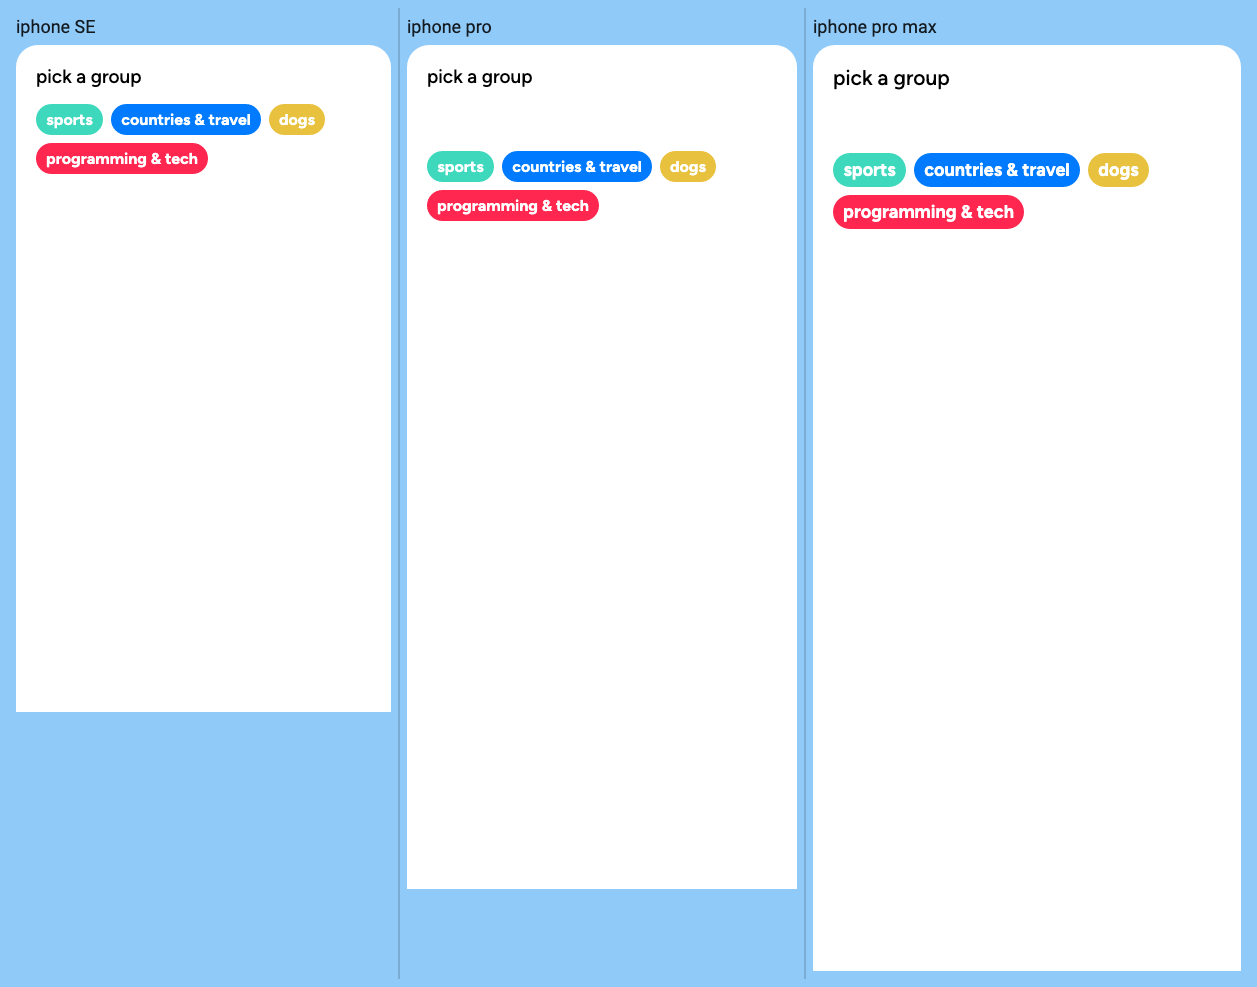 iphone SE
pick a group
sports
countries & travel
dogs
programming & tech
iphone pro
pick a group
sports
countries & travel
dogs
programming & tech
iphone pro max
pick a group
sports
countries & travel
dogs
programming & tech